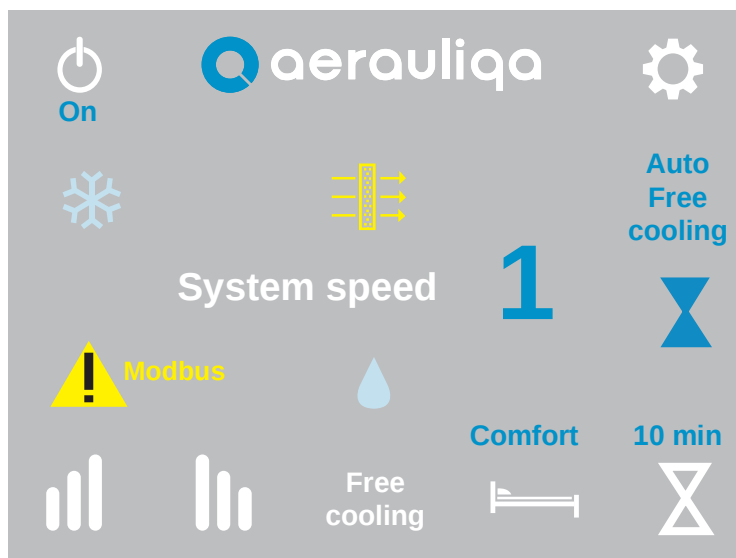 aerauliqa
On
Auto
Free
cooling
System speed
1
Modbus
Comfort
10 min
Free
cooling